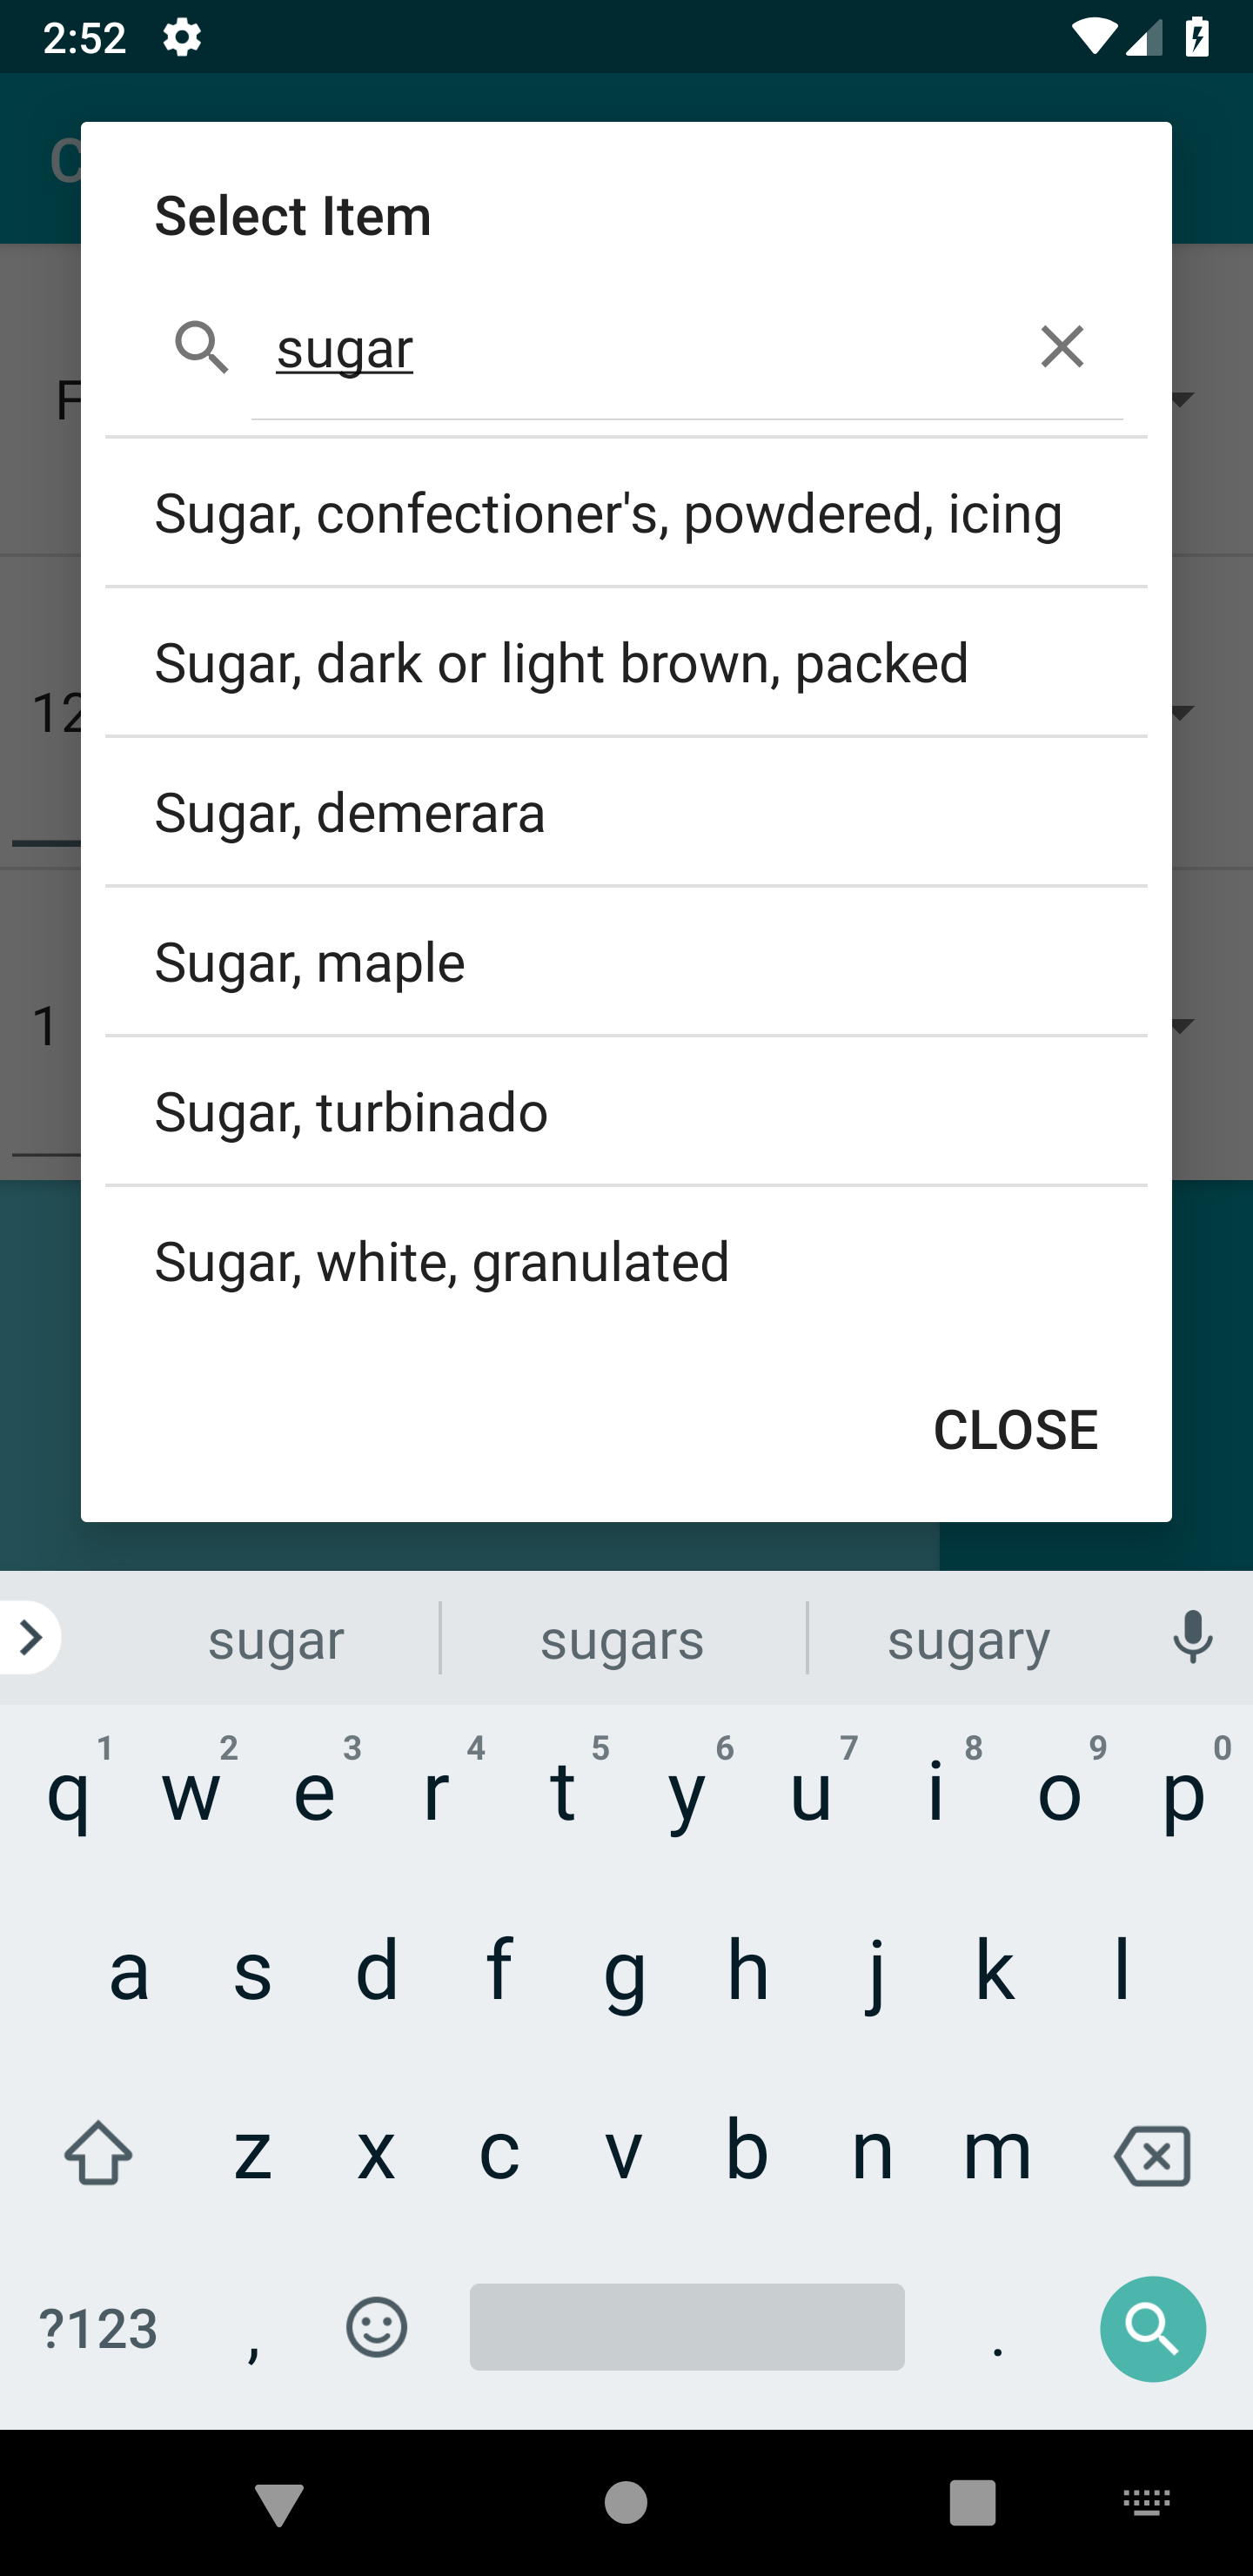 2:52
C
Select Item
sugar
F
Sugar, confectioner's, powdered, icing
Sugar, dark or light brown, packed
12
Sugar, demerara
Sugar, maple
1
Sugar, turbinado
Sugar, white, granulated
CLOSE
sugar sugars sugary
1 2 3 4 5 6 7 8 9 0
q w e r t y u i o p
a s d f g h j k l
z x c v b n m
?123 , .